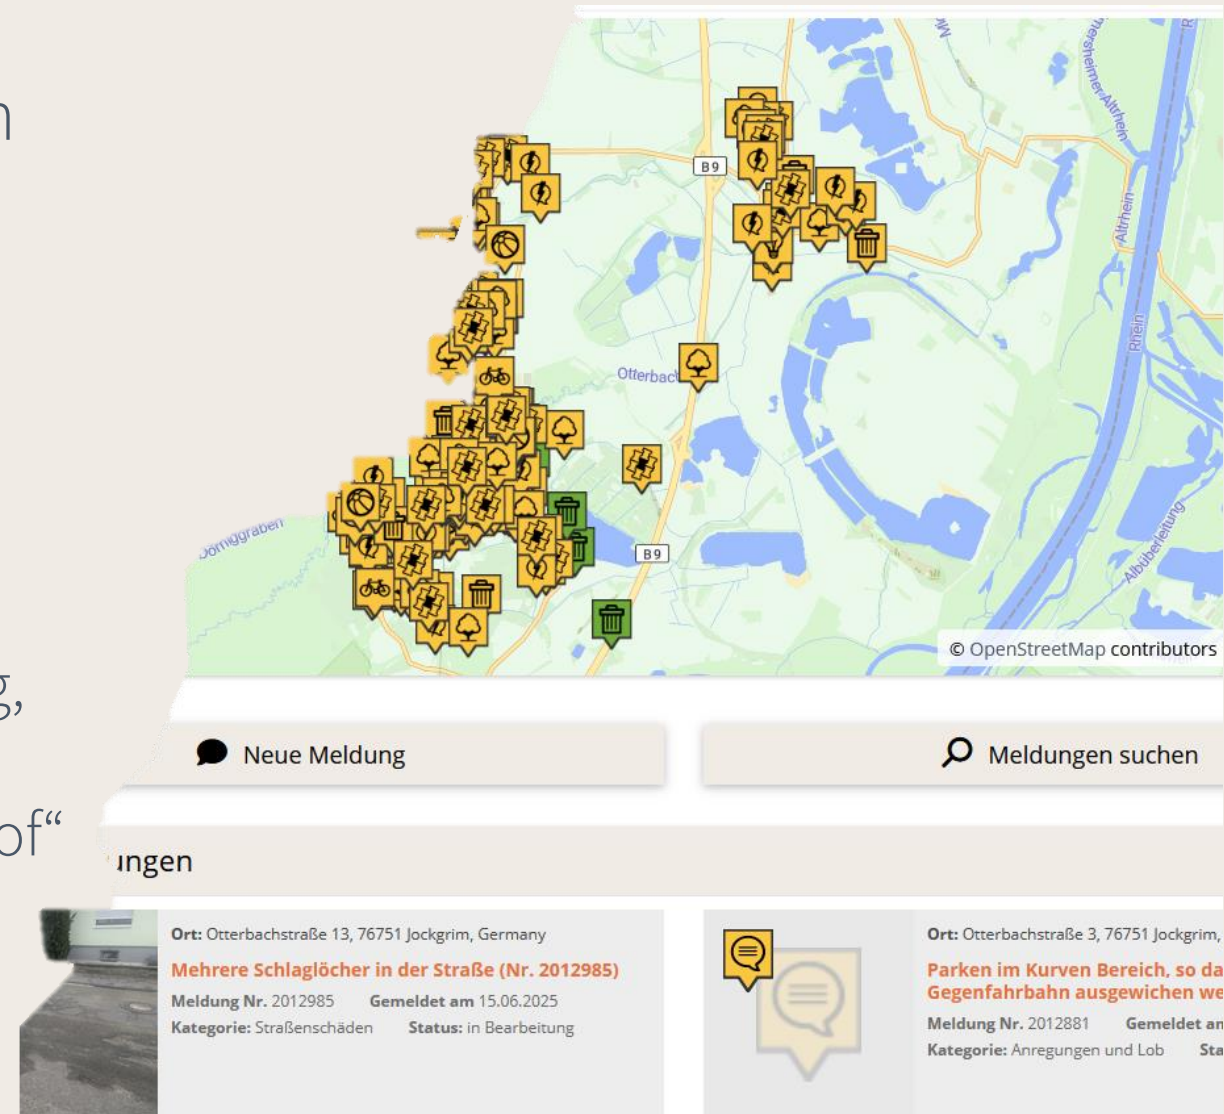 B9
Otterbac
Altrhein
Rhein
B9
Dörniggraben
Albüberleitung
© OpenStreetMap contributors
g,
of“
Neue Meldung
Meldungen suchen
ungen
Ort: Otterbachstraße 13, 76751 Jockgrim, Germany
Mehrere Schlaglöcher in der Straße (Nr. 2012985)
Meldung Nr. 2012985 Gemeldet am 15.06.2025
Kategorie: Straßenschäden Status: in Bearbeitung
Ort: Otterbachstraße 3, 76751 Jockgrim,
Parken im Kurven Bereich, so da
Gegenfahrbahn ausgewichen we
Meldung Nr. 2012881 Gemeldet an
Kategorie: Anregungen und Lob Sta